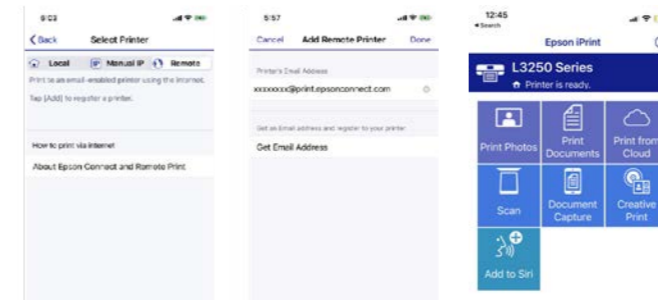 6:03
Back
Select Printer
Local
Manual IP
Remote
Print to an email-enabled printer using the Internet.
Tap [Add] to register a printer.
How to print via Internet
About Epson Connect and Remote Print
5:57
Cancel
Add Remote Printer
Done
Printer's Email Address
xxxxxxxx@print.epsonconnect.com
Get an Email address and register to your printer
Get Email Address
12:45
Search
Epson iPrint
L3250 Series
Printer is ready.
Print Photos
Print
Documents
Print from
Cloud
Scan
Document
Capture
Creative
Print
Add to Siri